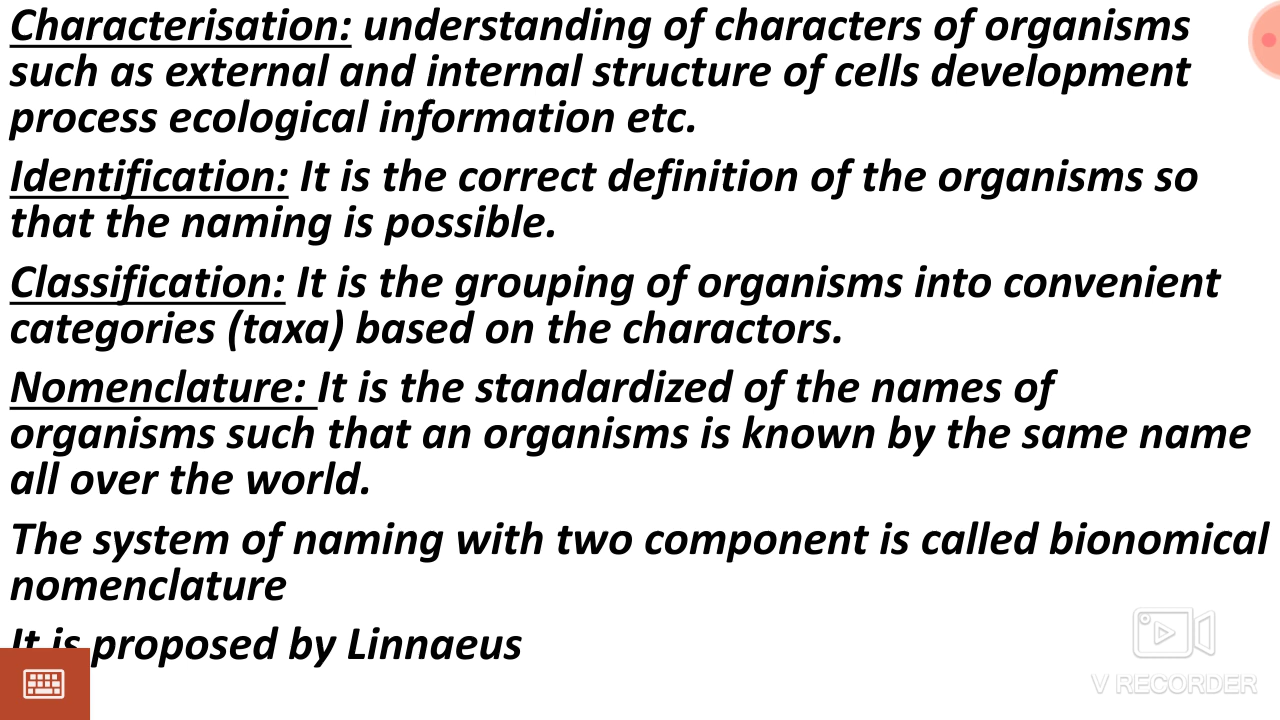 Characterisation: understanding of characters of organisms
such as external and internal structure of cells development
process ecological information etc.
Identification: It is the correct definition of the organisms so
that the naming is possible.
Classification: It is the grouping of organisms into convenient
categories (taxa) based on the charactors.
Nomenclature: It is the standardized of the names of
organisms such that an organisms is known by the same name
all over the world.
The system of naming with two component is called bionomical
nomenclature
It is proposed by Linnaeus
V RECORDER